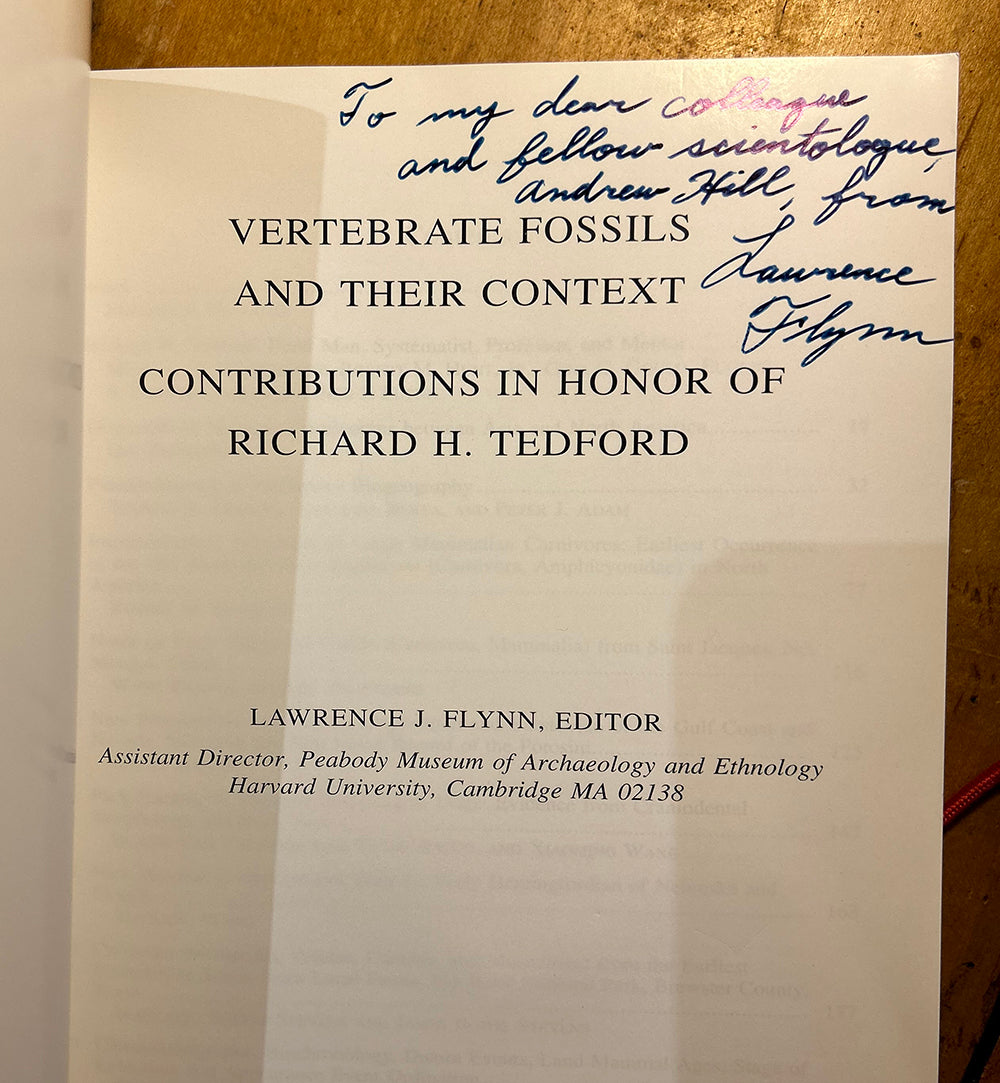 To my dear colleague
and fellow scientologue,
Andrew Hill, from
Lawrence
Flynn
VERTEBRATE FOSSILS
AND THEIR CONTEXT
CONTRIBUTIONS IN HONOR OF
RICHARD H. TEDFORD
LAWRENCE J. FLYNN, EDITOR
Assistant Director, Peabody Museum of Archaeology and Ethnology
Harvard University, Cambridge MA 02138